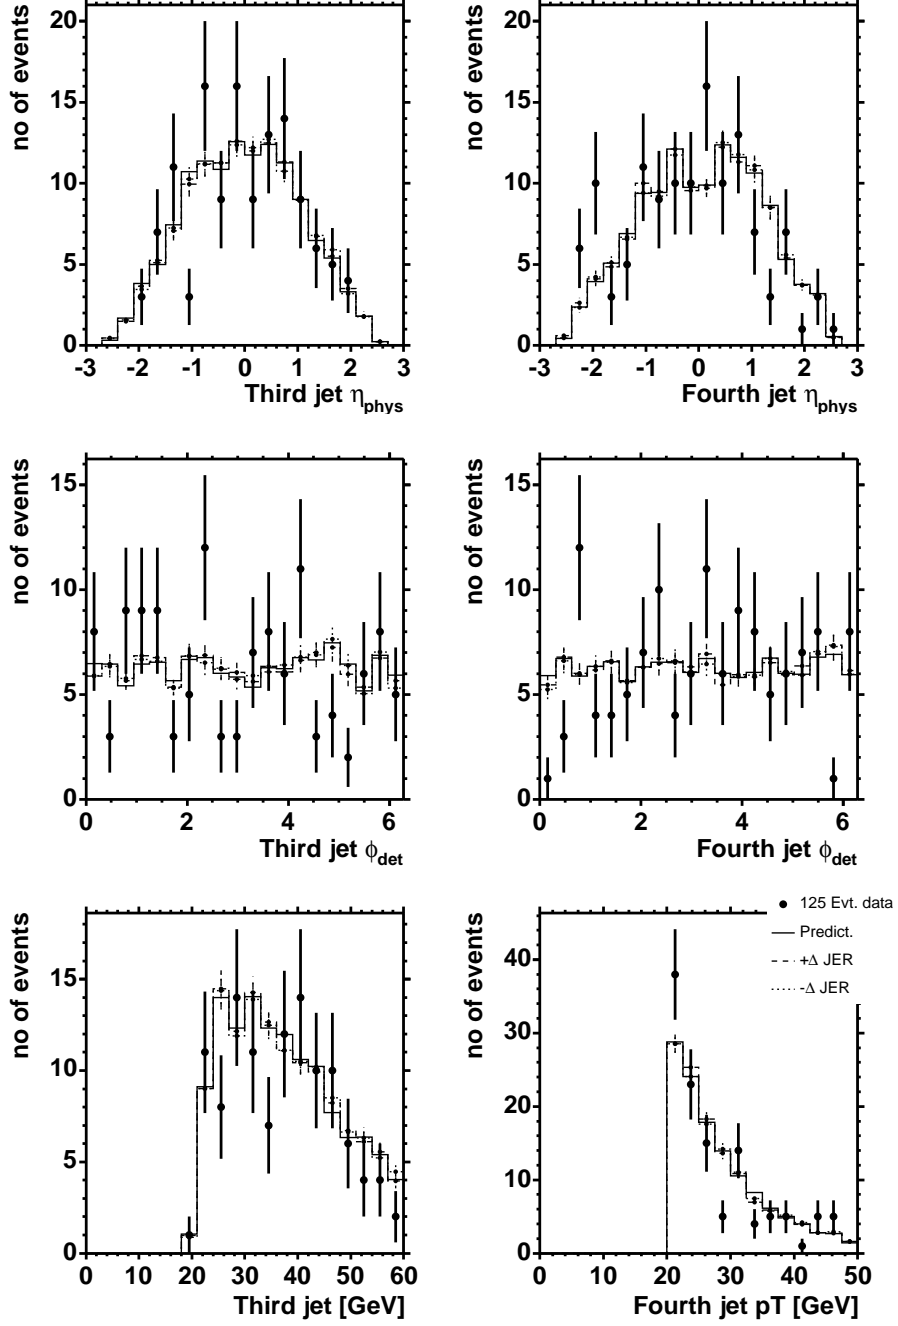 no of events
20
15
10
5
0
-3 -2 -1 0 1 2 3
Third jet η phys
no of events
20
15
10
5
0
-3 -2 -1 0 1 2 3
Fourth jet η phys
no of events
15
10
5
0
0 2 4 6
Third jet ϕ det
no of events
15
10
5
0
0 2 4 6
Fourth jet ϕ det
no of events
15
10
5
0
0 10 20 30 40 50 60
Third jet [GeV]
no of events
40
30
20
10
0
0 10 20 30 40 50
Fourth jet pT [GeV]
125 Evt. data
Predict.
+Δ JER
-Δ JER